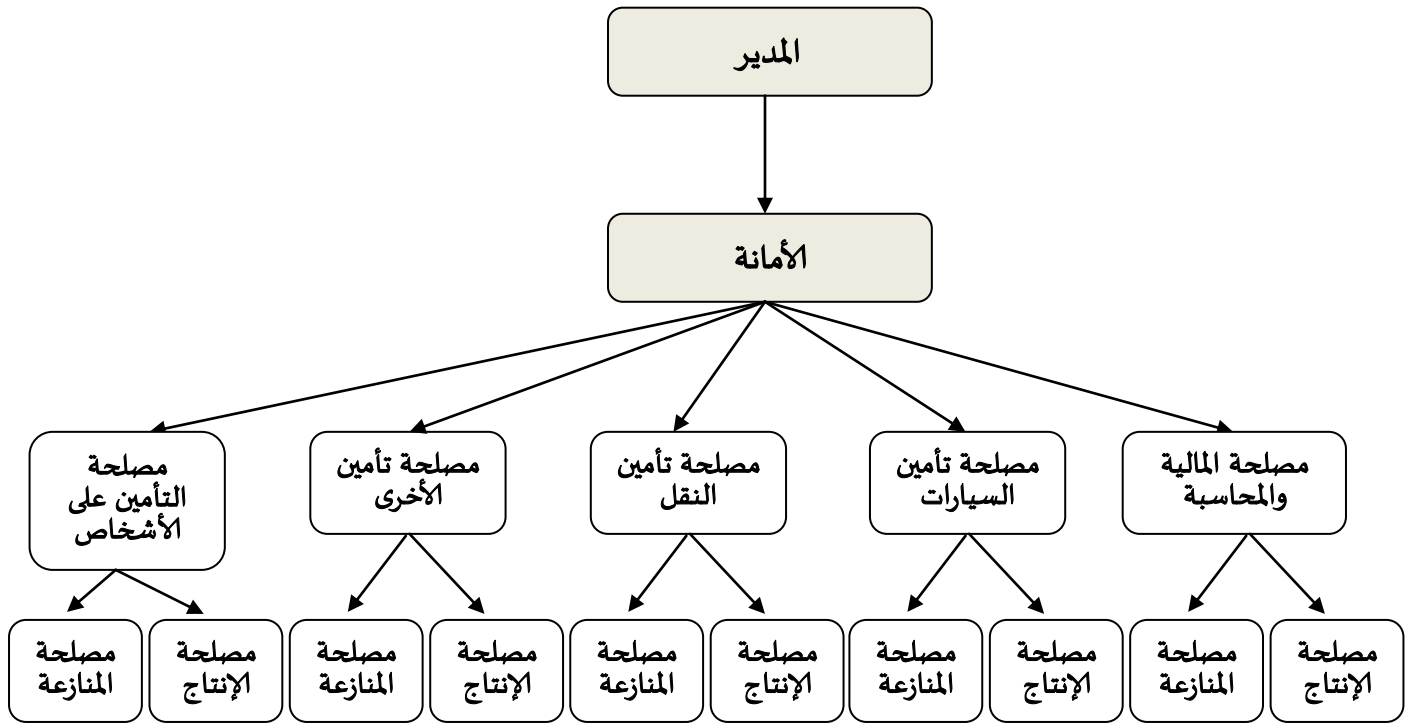 المدير
الأمانة
مصلحة المالية
والمحاسبة
مصلحة تأمين
السيارات
مصلحة تأمين
النقل
مصلحة تأمين
الأخرى
مصلحة
التأمين على
الأشخاص
مصلحة
الإنتاج
مصلحة
المنازعة
مصلحة
الإنتاج
مصلحة
المنازعة
مصلحة
الإنتاج
مصلحة
المنازعة
مصلحة
الإنتاج
مصلحة
المنازعة
مصلحة
الإنتاج
مصلحة
المنازعة